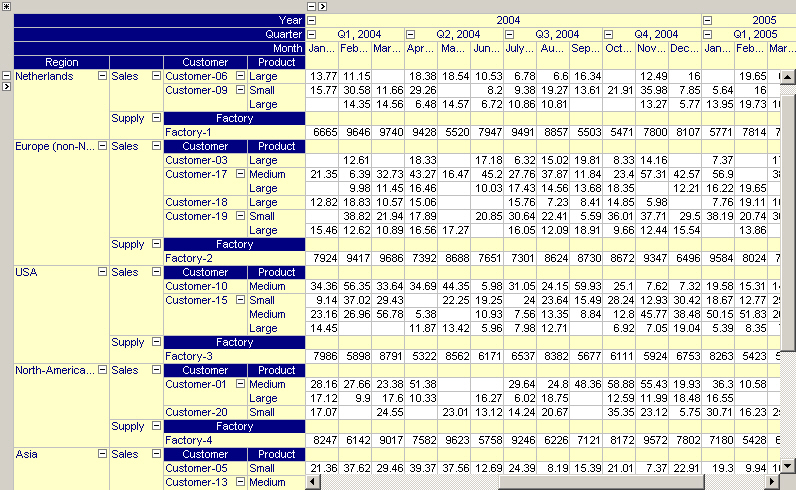 Year 2004 2005
Quarter Q1, 2004 Q2, 2004 Q3, 2004 Q4, 2004 Q1, 2005
Month Jan... Feb... Mar... Apr... Ma... Jun... July... Au... Sep... Oct... Nov... Dec... Jan... Feb... Mar
Region Customer Product
Netherlands Sales Customer-06 Large 13.77 11.15 18.38 18.54 10.53 6.78 6.6 16.34 12.49 16 19.65
Customer-09 Small 15.77 30.58 11.66 29.26 8.2 9.38 19.27 13.61 21.91 35.98 7.85 5.64 16
Large 14.35 14.56 6.48 14.57 6.72 10.86 10.81 13.27 5.77 13.95 19.73 10
Supply Factory
Factory-1 6665 9646 9740 9428 5520 7947 9491 8857 5503 5471 7800 8107 5771 7814 7
Europe (non-N... Sales Customer Product
Customer-03 Large 12.61 18.33 17.18 6.32 15.02 19.81 8.33 14.16 7.37 17
Customer-17 Medium 21.35 6.39 32.73 43.27 16.47 45.2 27.76 37.87 11.84 23.4 57.31 42.57 56.9 38
Large 9.98 11.45 16.46 10.03 17.43 14.56 13.68 18.35 12.21 16.22 19.65
Customer-18 Large 12.82 18.83 10.57 15.06 15.76 7.23 8.41 14.85 5.98 7.76 19.11 10
Customer-19 Small 38.82 21.94 17.89 20.85 30.64 22.41 5.59 36.01 37.71 29.5 38.19 20.74 30
Large 15.46 12.62 10.89 16.56 17.27 16.05 12.09 18.91 9.66 12.44 15.54 13.86
Supply Factory
Factory-2 7924 9417 9686 7392 8688 7651 7301 8624 8730 8672 9347 6496 9584 8024 7
USA Sales Customer Product
Customer-10 Medium 34.36 56.35 33.64 34.69 44.35 5.98 31.05 24.15 59.93 25.1 7.62 7.32 19.58 15.31 14
Customer-15 Small 9.14 37.02 29.43 22.25 19.25 24 23.64 15.49 28.24 12.93 30.42 18.67 12.77 29
Medium 23.16 26.96 56.78 5.38 10.93 7.56 13.35 8.84 12.8 45.77 38.48 50.15 51.83 20
Large 14.45 11.87 13.42 5.96 7.98 12.71 6.92 7.05 19.04 5.39 8.35 7
Supply Factory
Factory-3 7986 5898 8791 5322 8562 6171 6537 8382 5677 6111 5924 6753 8263 5423 5
North-America... Sales Customer Product
Customer-01 Medium 28.16 27.66 23.38 51.38 29.64 24.8 48.36 58.88 55.43 19.93 36.3 10.58
Large 17.12 9.9 17.6 10.33 16.27 6.02 18.75 12.59 11.99 18.48 16.55
Customer-20 Small 17.07 24.55 23.01 13.12 14.24 20.67 35.35 23.12 5.75 30.71 16.23 29
Supply Factory
Factory-4 8247 6142 9017 7582 9623 5758 9246 6226 7121 8172 9572 7802 7180 5428 6
Asia Sales Customer Product
Customer-05 Small 21.36 37.62 29.46 39.37 37.56 12.69 24.39 8.19 15.39 21.01 7.37 22.91 19.3 9.94 10
Customer-13 Medium